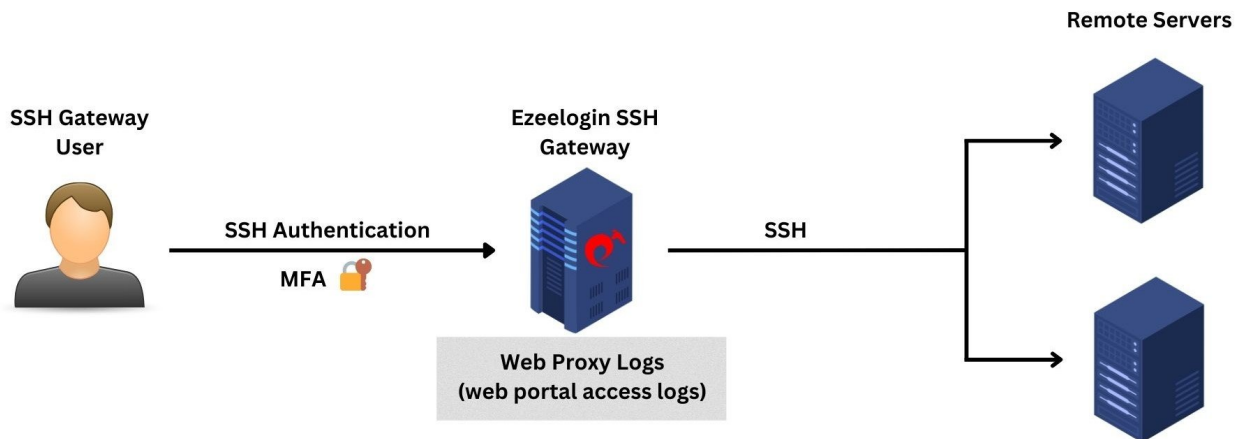 Remote Servers
SSH Gateway
User
Ezeelogin SSH
Gateway
SSH Authentication
MFA
SSH
Web Proxy Logs
(web portal access logs)